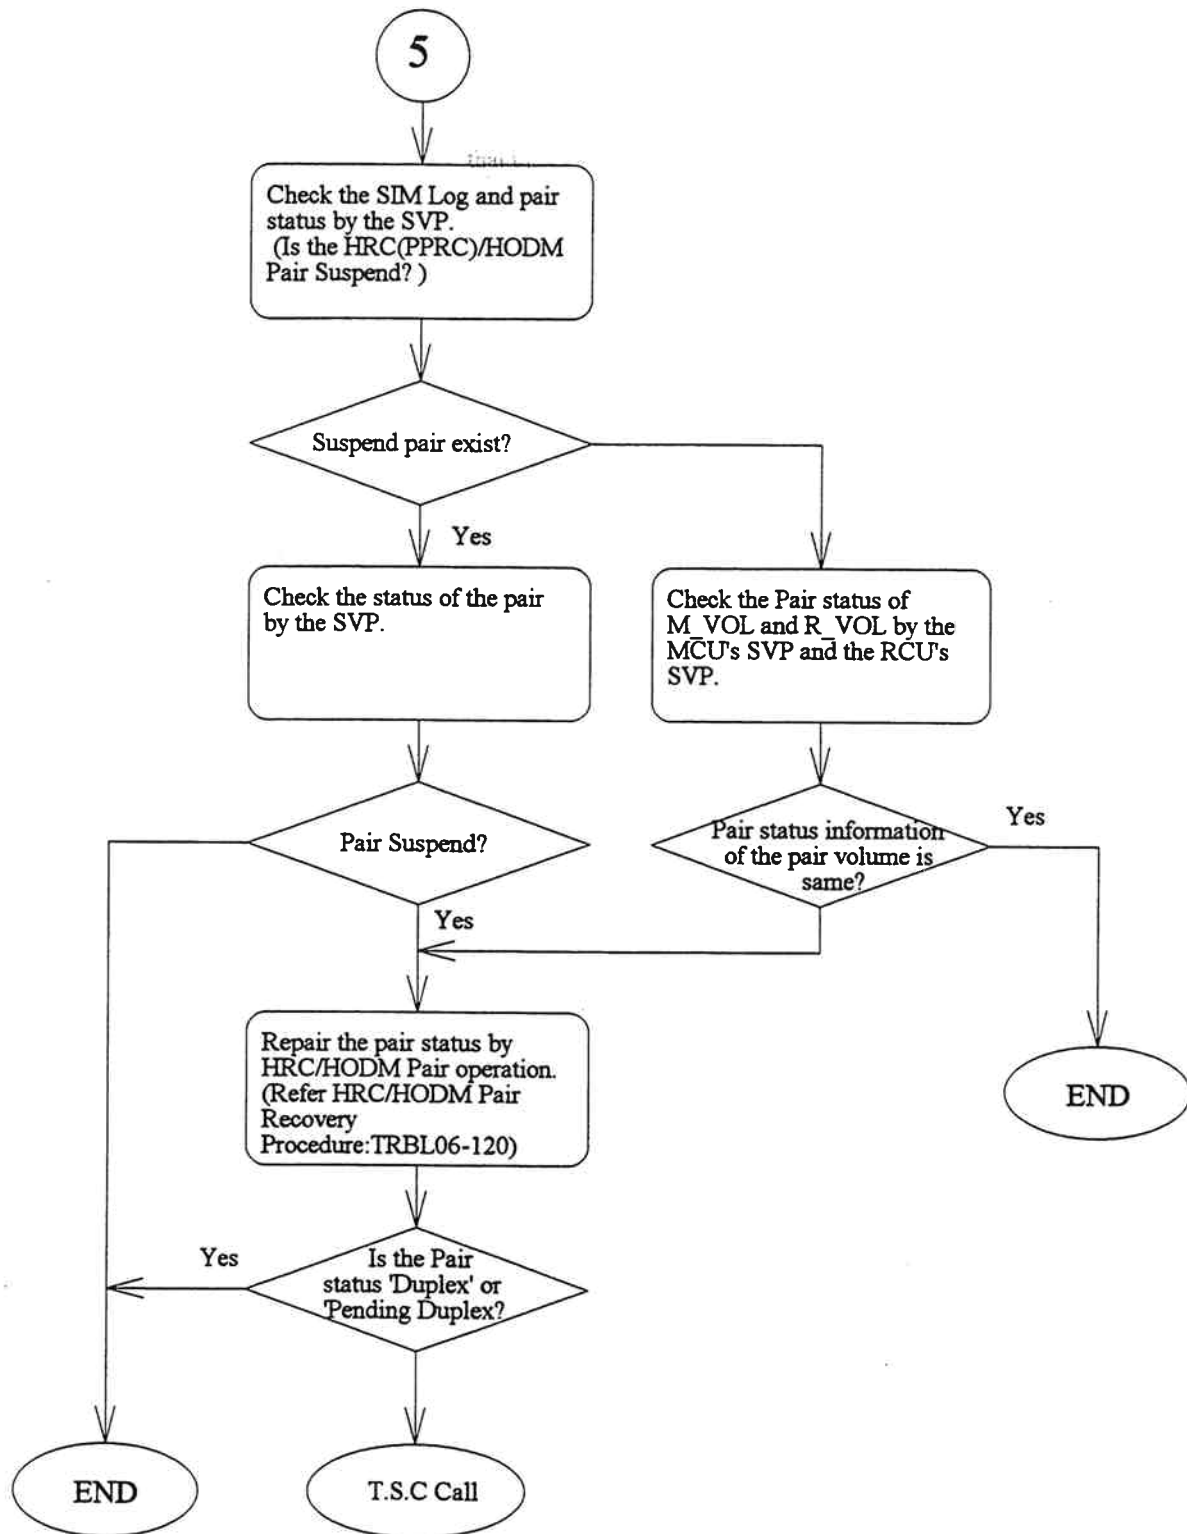 5
Check the SIM Log and pair
status by the SVP.
(Is the HRC(PPRC)/HODM
Pair Suspend? )
Suspend pair exist?
Yes
Check the status of the pair
by the SVP.
Check the Pair status of
M_VOL and R_VOL by the
MCU's SVP and the RCU's
SVP.
Pair Suspend?
Yes
Pair status information
of the pair volume is
same?
Yes
Repair the pair status by
HRC/HODM Pair operation.
(Refer HRC/HODM Pair
Recovery
Procedure:TRBL06-120)
END
Yes
Is the Pair
status 'Duplex' or
'Pending Duplex?
END
T.S.C Call